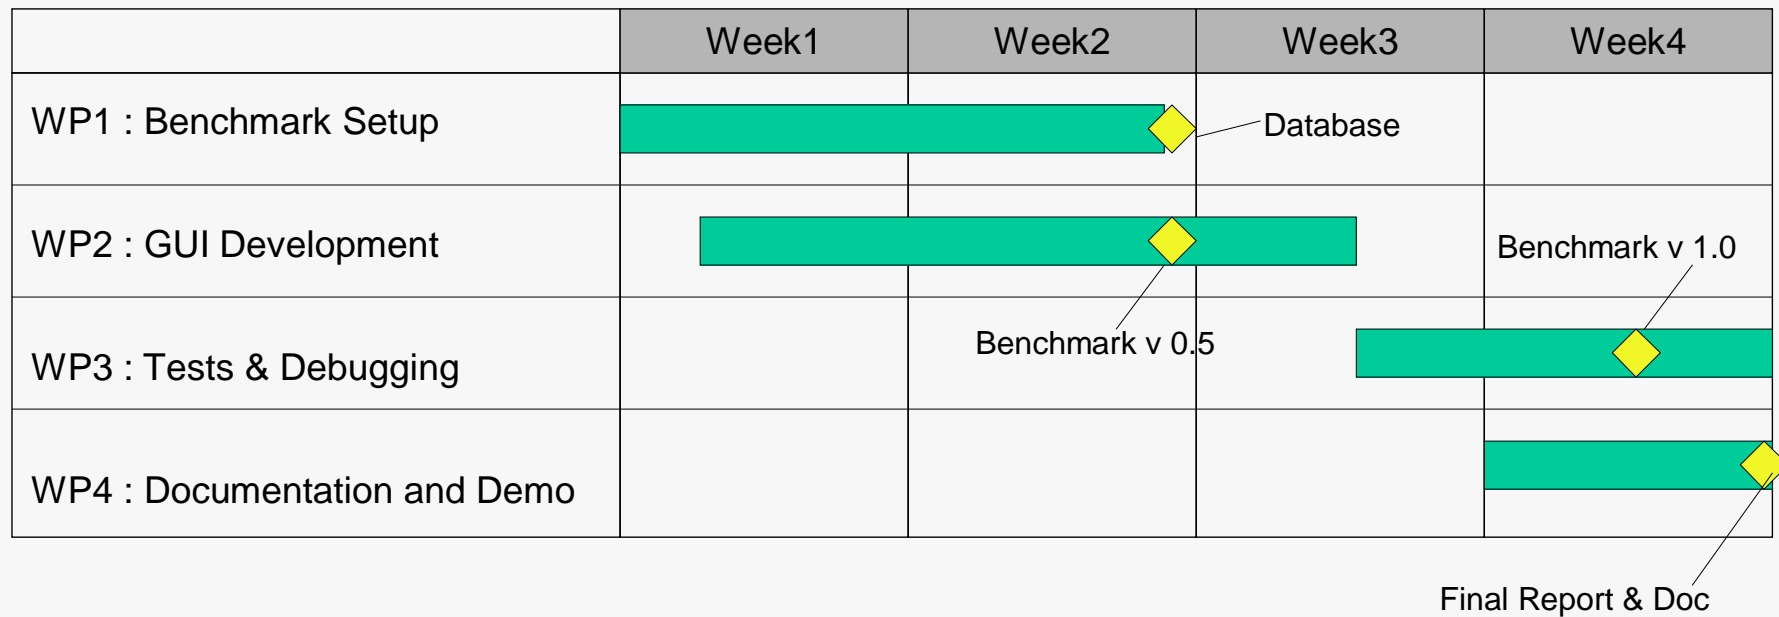 Week1 Week2 Week3 Week4
WP1 : Benchmark Setup
Database
WP2 : GUI Development
Benchmark v 1.0
Benchmark v 0.5
WP3 : Tests & Debugging
WP4 : Documentation and Demo
Final Report & Doc